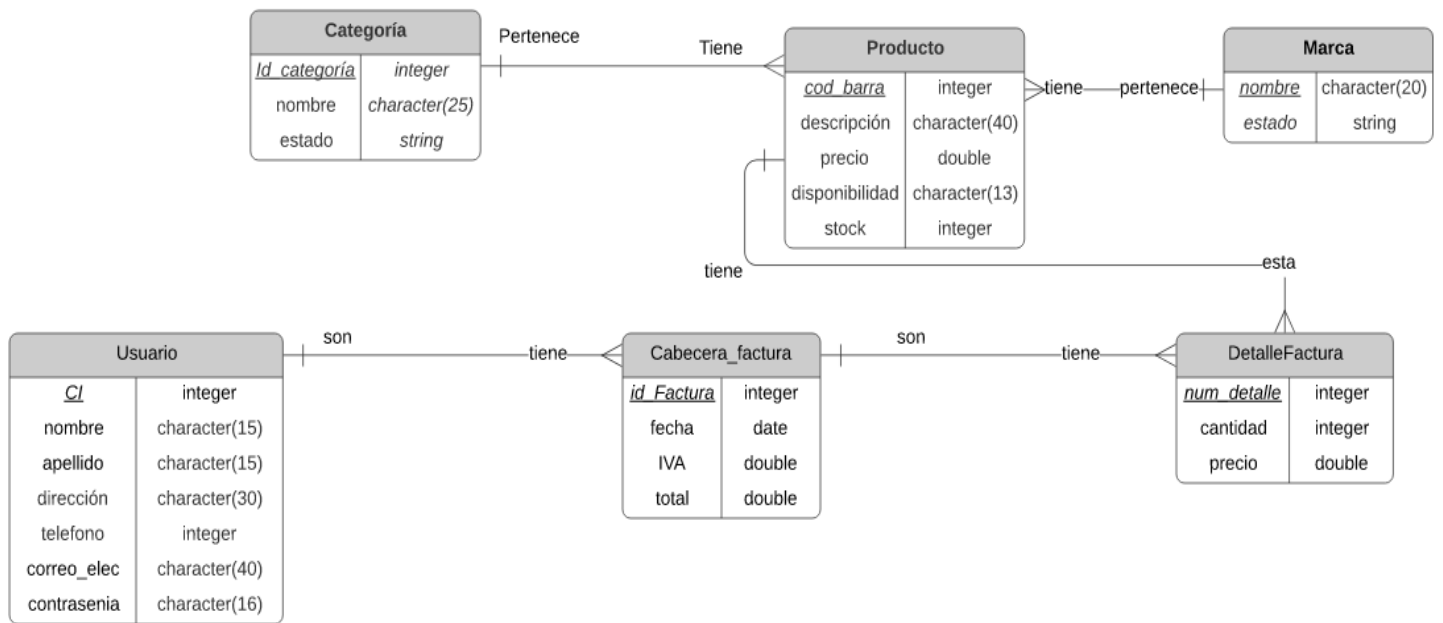 Categoría
Id_categoría integer
nombre character(25)
estado string
Pertenece
Tiene
Producto
cod_barra integer
descripción character(40)
precio double
disponibilidad character(13)
stock integer
tiene
pertenece
Marca
nombre character(20)
estado string
tiene
esta
Usuario
CI integer
nombre character(15)
apellido character(15)
dirección character(30)
telefono integer
correo_elec character(40)
contrasenia character(16)
son
tiene
Cabecera_factura
id_Factura integer
fecha date
IVA double
total double
son
tiene
DetalleFactura
num_detalle integer
cantidad integer
precio double